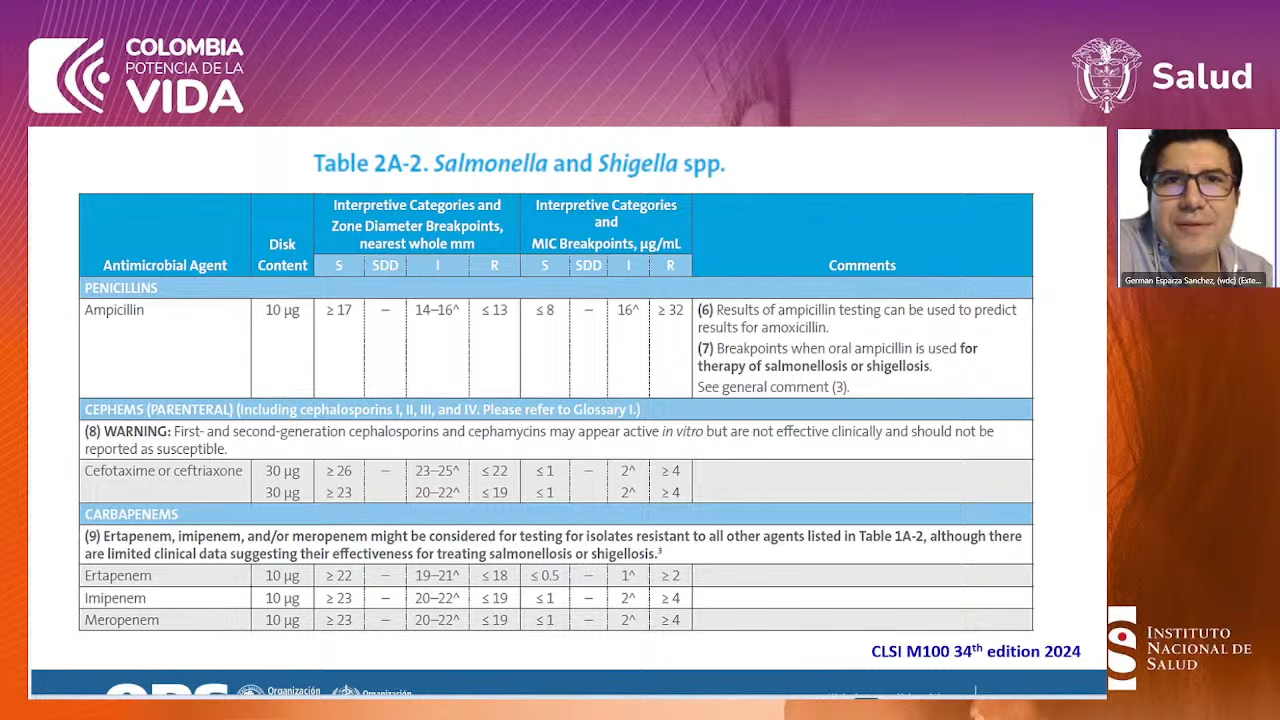 COLOMBIA
POTENCIA DE LA
VIDA
Salud
Table 2A-2. Salmonella and Shigella spp.
Antimicrobial Agent
Disk
Content
Interpretive Categories and
Zone Diameter Breakpoints,
nearest whole mm
S SDD I R
Interpretive Categories
and
MIC Breakpoints, µg/mL
S SDD I R
Comments
PENICILLINS
Ampicillin 10 µg ≥ 17 – 14–16^ ≤ 13 ≤ 8 – 16^ ≥ 32
(6) Results of ampicillin testing can be used to predict
results for amoxicillin.
(7) Breakpoints when oral ampicillin is used for
therapy of salmonellosis or shigellosis.
See general comment (3).
CEPHEMS (PARENTERAL) (Including cephalosporins I, II, III, and IV. Please refer to Glossary I.)
(8) WARNING: First- and second-generation cephalosporins and cephamycins may appear active in vitro but are not effective clinically and should not be
reported as susceptible.
Cefotaxime or ceftriaxone 30 µg ≥ 26 – 23–25^ ≤ 22 ≤ 1 – 2^ ≥ 4
30 µg ≥ 23 20–22^ ≤ 19 ≤ 1 2^ ≥ 4
CARBAPENEMS
(9) Ertapenem, imipenem, and/or meropenem might be considered for testing for isolates resistant to all other agents listed in Table 1A-2, although there
are limited clinical data suggesting their effectiveness for treating salmonellosis or shigellosis.³
Ertapenem 10 µg ≥ 22 – 19–21^ ≤ 18 ≤ 0.5 – 1^ ≥ 2
Imipenem 10 µg ≥ 23 – 20–22^ ≤ 19 ≤ 1 – 2^ ≥ 4
Meropenem 10 µg ≥ 23 – 20–22^ ≤ 19 ≤ 1 – 2^ ≥ 4
CLSI M100 34th edition 2024
German Esparza Sanchez, (wdc) (Exte...
INSTITUTO
NACIONAL DE
SALUD
OPS
Organización
Organización